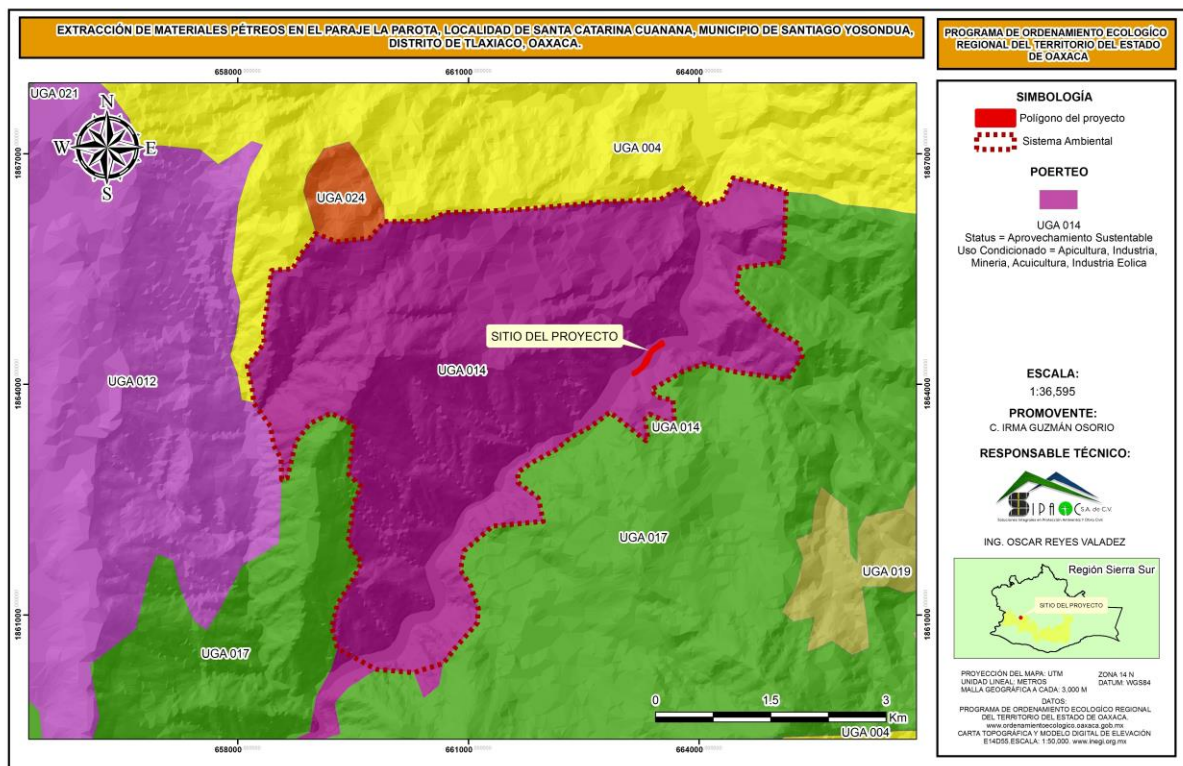 EXTRACCIÓN DE MATERIALES PÉTREOS EN EL PARAJE LA PAROTA, LOCALIDAD DE SANTA CATARINA CUANANA, MUNICIPIO DE SANTIAGO YOSONDUA,
DISTRITO DE TLAXIACO, OAXACA.
658000
661000
664000
UGA 021
N
W
E
S
UGA 004
UGA 024
1867000
1867000
SITIO DEL PROYECTO
UGA 012
UGA 014
1864000
1864000
UGA 014
UGA 017
UGA 019
1861000
1861000
UGA 017
0
1.5
3
Km
UGA 004
658000
661000
664000
PROGRAMA DE ORDENAMIENTO ECOLOGÍCO
REGIONAL DEL TERRITORIO DEL ESTADO
DE OAXACA
SIMBOLOGÍA
Polígono del proyecto
Sistema Ambiental
POERTEO
UGA 014
Status = Aprovechamiento Sustentable
Uso Condicionado = Apicultura, Industria,
Mineria, Acuicultura, Industria Eolica
ESCALA:
1:36,595
PROMOVENTE:
C. IRMA GUZMÁN OSORIO
RESPONSABLE TÉCNICO:
SIPAOC S.A. de C.V.
ING. OSCAR REYES VALADEZ
Región Sierra Sur
SITIO DEL PROYECTO
PROYECCIÓN DEL MAPA: UTM
ZONA 14 N
UNIDAD LINEAL: METROS
DATUM: WGS84
MALLA GEOGRÁFICA A CADA: 3,000 M
DATOS:
PROGRAMA DE ORDENAMIENTO ECOLOGÍCO REGIONAL
DEL TERRITORIO DEL ESTADO DE OAXACA.
www.ordenamientoecologico.oaxaca.gob.mx
CARTA TOPOGRÁFICA Y MODELO DIGITAL DE ELEVACIÓN
E14D55.ESCALA: 1:50,000. www.inegi.org.mx